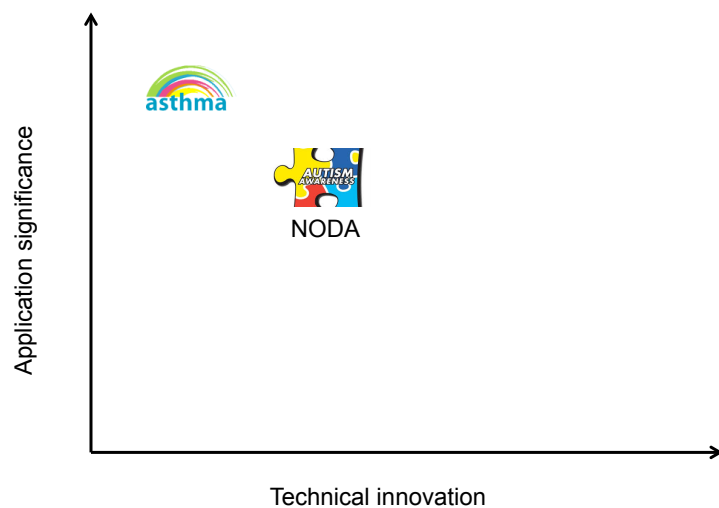 asthma
AUTISM
AWARENESS
NODA
Application significance
Technical innovation